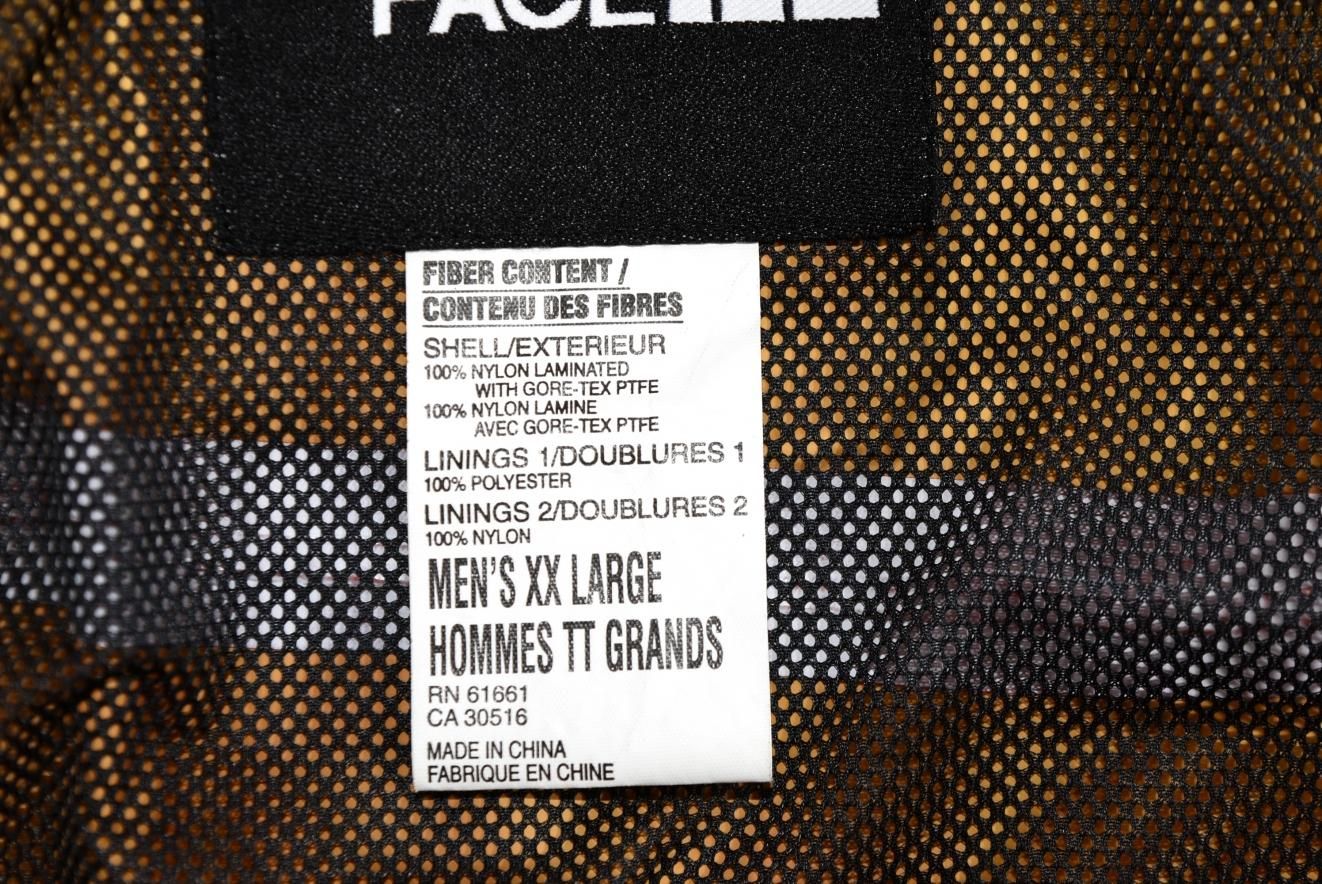 FACE
FIBER CONTENT /
CONTENU DES FIBRES
SHELL/EXTERIEUR
100% NYLON LAMINATED
WITH GORE-TEX PTFE
100% NYLON LAMINE
AVEC GORE-TEX PTFE
LININGS 1/DOUBLURES 1
100% POLYESTER
LININGS 2/DOUBLURES 2
100% NYLON
MEN'S XX LARGE
HOMMES TT GRANDS
RN 61661
CA 30516
MADE IN CHINA
FABRIQUE EN CHINE